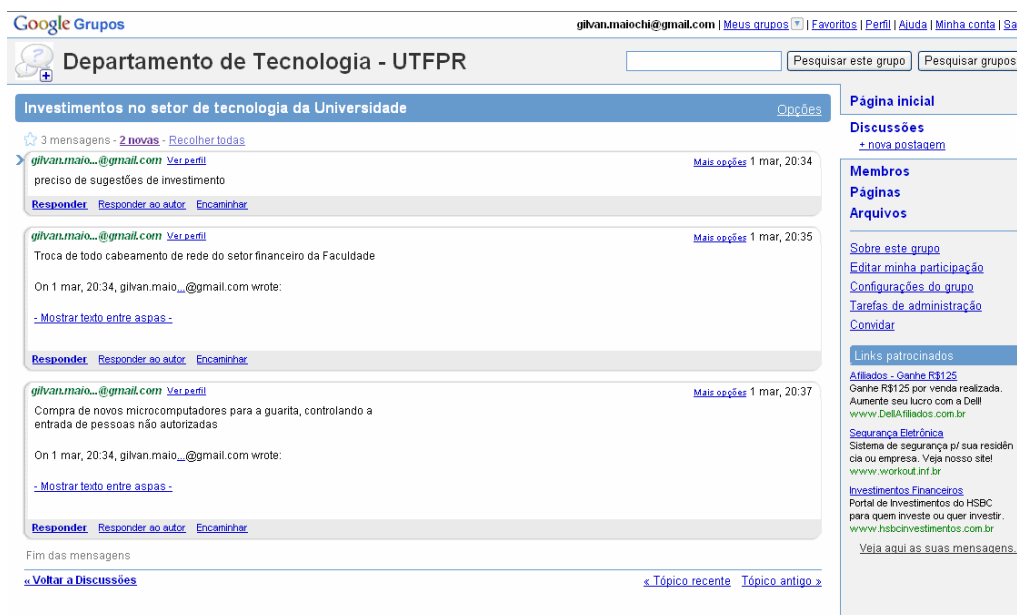 Google Grupos
gilvan.maiochi@gmail.com | Meus grupos | Favoritos | Perfil | Ajuda | Minha conta | Sa
Departamento de Tecnologia - UTFPR
Pesquisar este grupo Pesquisar grupos
Investimentos no setor de tecnologia da Universidade Opções
3 mensagens - 2 novas - Recolher todas
gilvan.maio...@gmail.com Ver perfil Mais opções 1 mar, 20:34
preciso de sugestões de investimento
Responder Responder ao autor Encaminhar
gilvan.maio...@gmail.com Ver perfil Mais opções 1 mar, 20:35
Troca de todo cabeamento de rede do setor financeiro da Faculdade
On 1 mar, 20:34, gilvan.maio...@gmail.com wrote:
- Mostrar texto entre aspas -
Responder Responder ao autor Encaminhar
gilvan.maio...@gmail.com Ver perfil Mais opções 1 mar, 20:37
Compra de novos microcomputadores para a guarita, controlando a
entrada de pessoas não autorizadas
On 1 mar, 20:34, gilvan.maio...@gmail.com wrote:
- Mostrar texto entre aspas -
Responder Responder ao autor Encaminhar
Fim das mensagens
« Voltar a Discussões « Tópico recente Tópico antigo »
Página inicial
Discussões
+ nova postagem
Membros
Páginas
Arquivos
Sobre este grupo
Editar minha participação
Configurações do grupo
Tarefas de administração
Convidar
Links patrocinados
Afiliados - Ganhe R$125
Ganhe R$125 por venda realizada.
Aumente seu lucro com a Dell!
www.DellAfiliados.com.br
Segurança Eletrônica
Sistema de segurança p/ sua residên
cia ou empresa. Veja nosso site!
www.workout.inf.br
Investimentos Financeiros
Portal de Investimentos do HSBC
para quem investe ou quer investir.
www.hsbcinvestimentos.com.br
Veja aqui as suas mensagens.